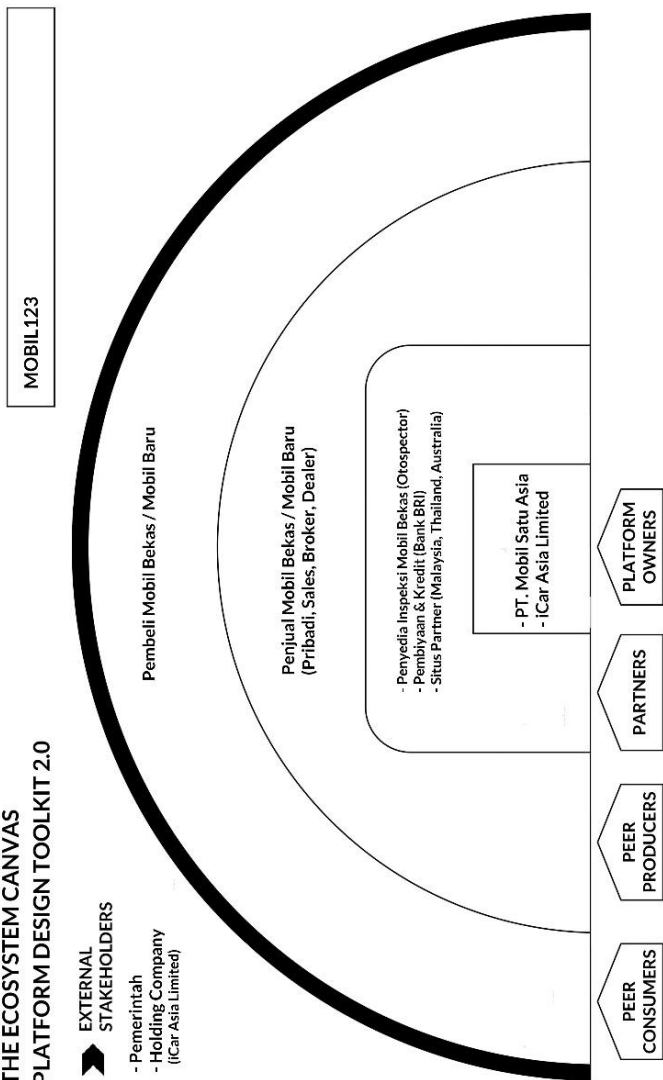 THE ECOSYSTEM CANVAS
PLATFORM DESIGN TOOLKIT 2.0
MOBIL123
EXTERNAL
STAKEHOLDERS
- Pemerintah
- Holding Company
(iCar Asia Limited)
Pembeli Mobil Bekas / Mobil Baru
Penjual Mobil Bekas / Mobil Baru
(Pribadi, Sales, Broker, Dealer)
- Penyedia Inspeksi Mobil Bekas (Otospector)
- Pembiyaan & Kredit (Bank BRI)
- Situs Partner (Malaysia, Thailand, Australia)
- PT. Mobil Satu Asia
- iCar Asia Limited
PEER
CONSUMERS
PEER
PRODUCERS
PARTNERS
PLATFORM
OWNERS